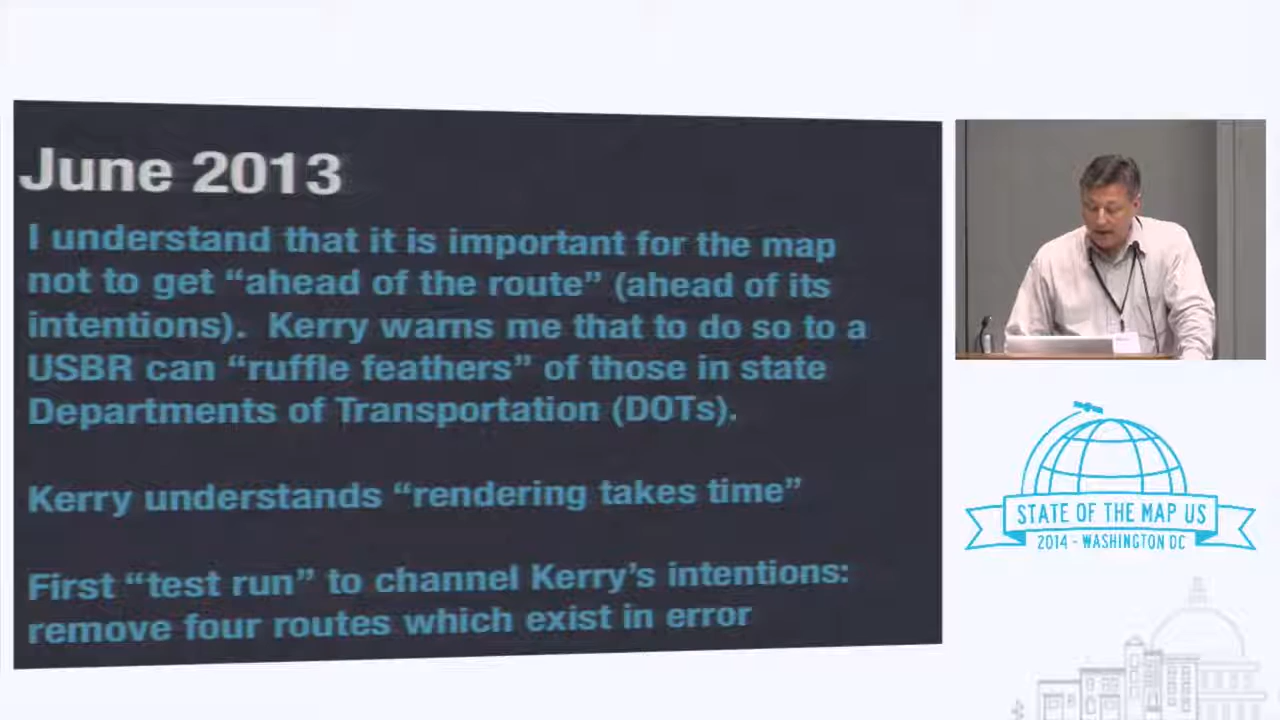 June 2013
I understand that it is important for the map
not to get “ahead of the route” (ahead of its
intentions).  Kerry warns me that to do so to a
USBR can “ruffle feathers” of those in state
Departments of Transportation (DOTs).
Kerry understands “rendering takes time”
First “test run” to channel Kerry’s intentions:
remove four routes which exist in error
STATE OF THE MAP US
2014 - WASHINGTON DC